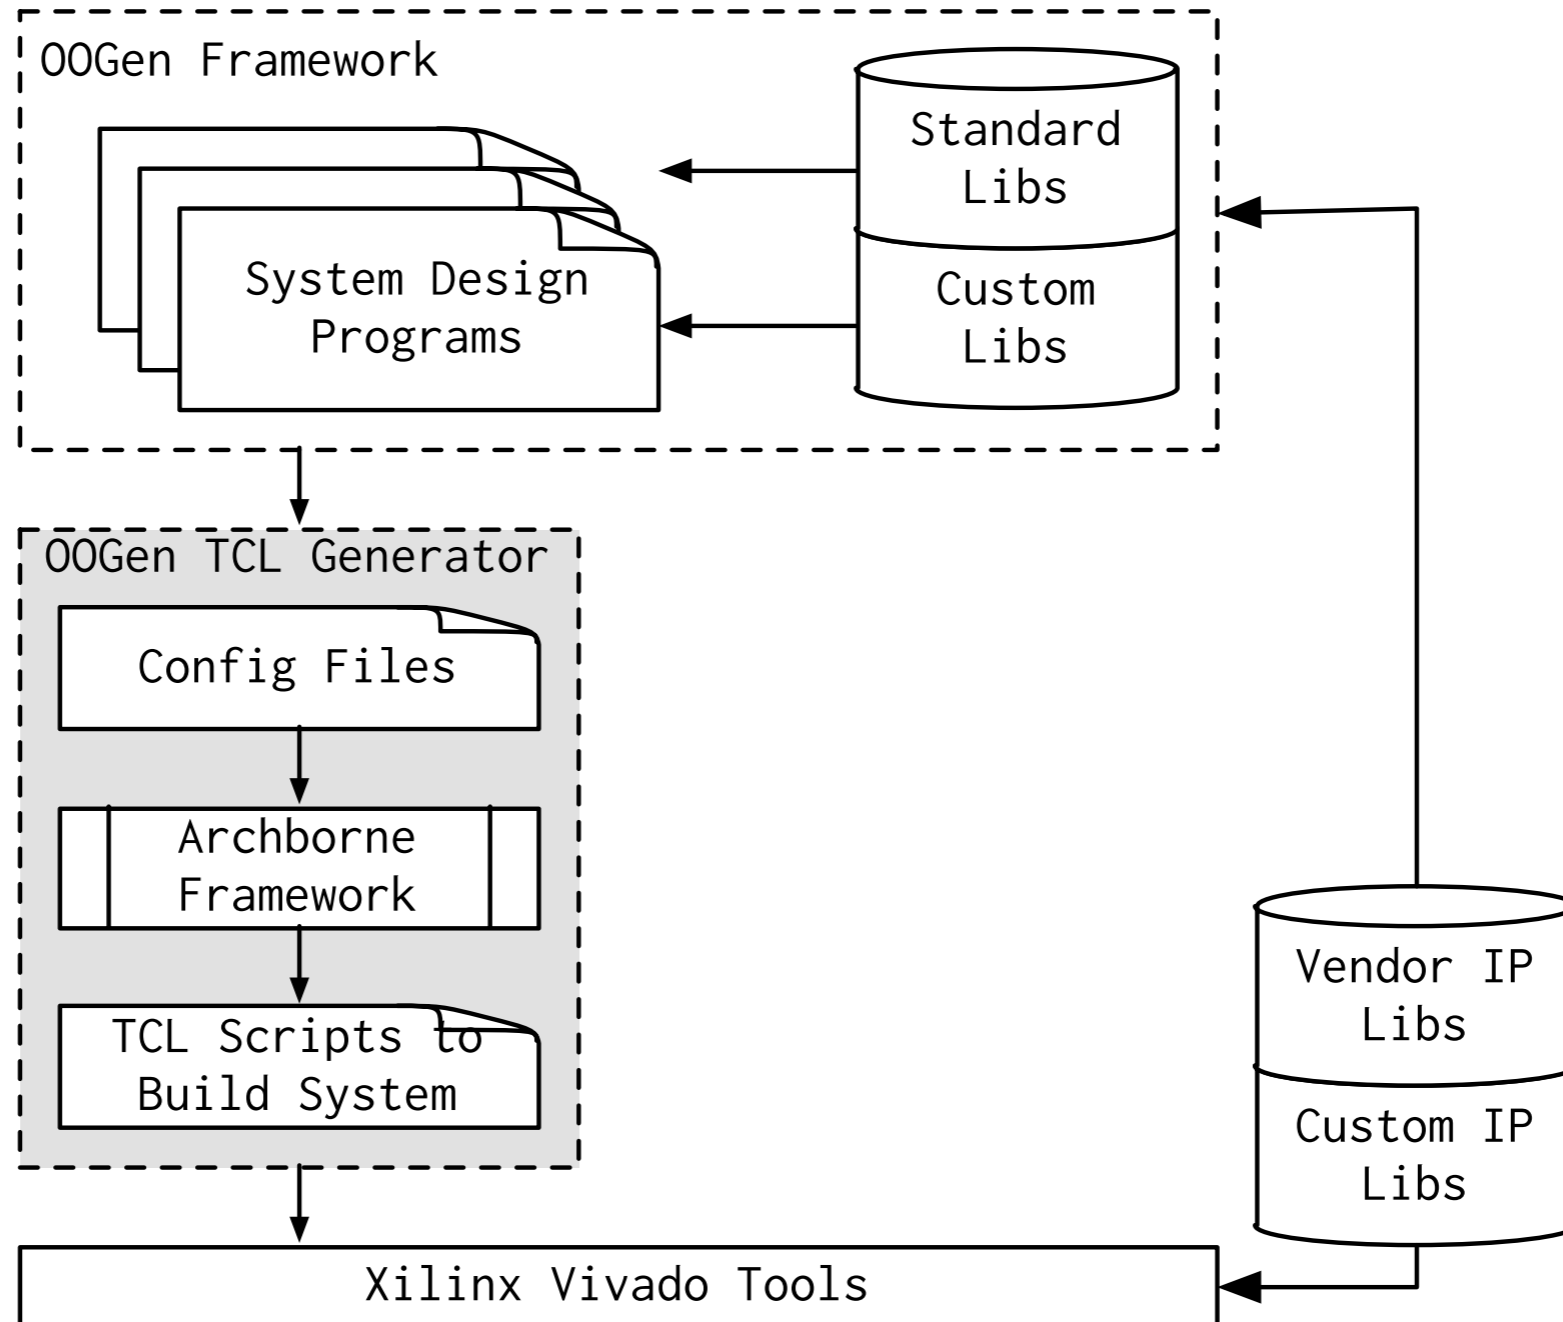 OOGen Framework
Standard
Libs
System Design
Programs
Custom
Libs
OOGen TCL Generator
Config Files
Archborne
Framework
TCL Scripts to
Build System
Vendor IP
Libs
Custom IP
Libs
Xilinx Vivado Tools